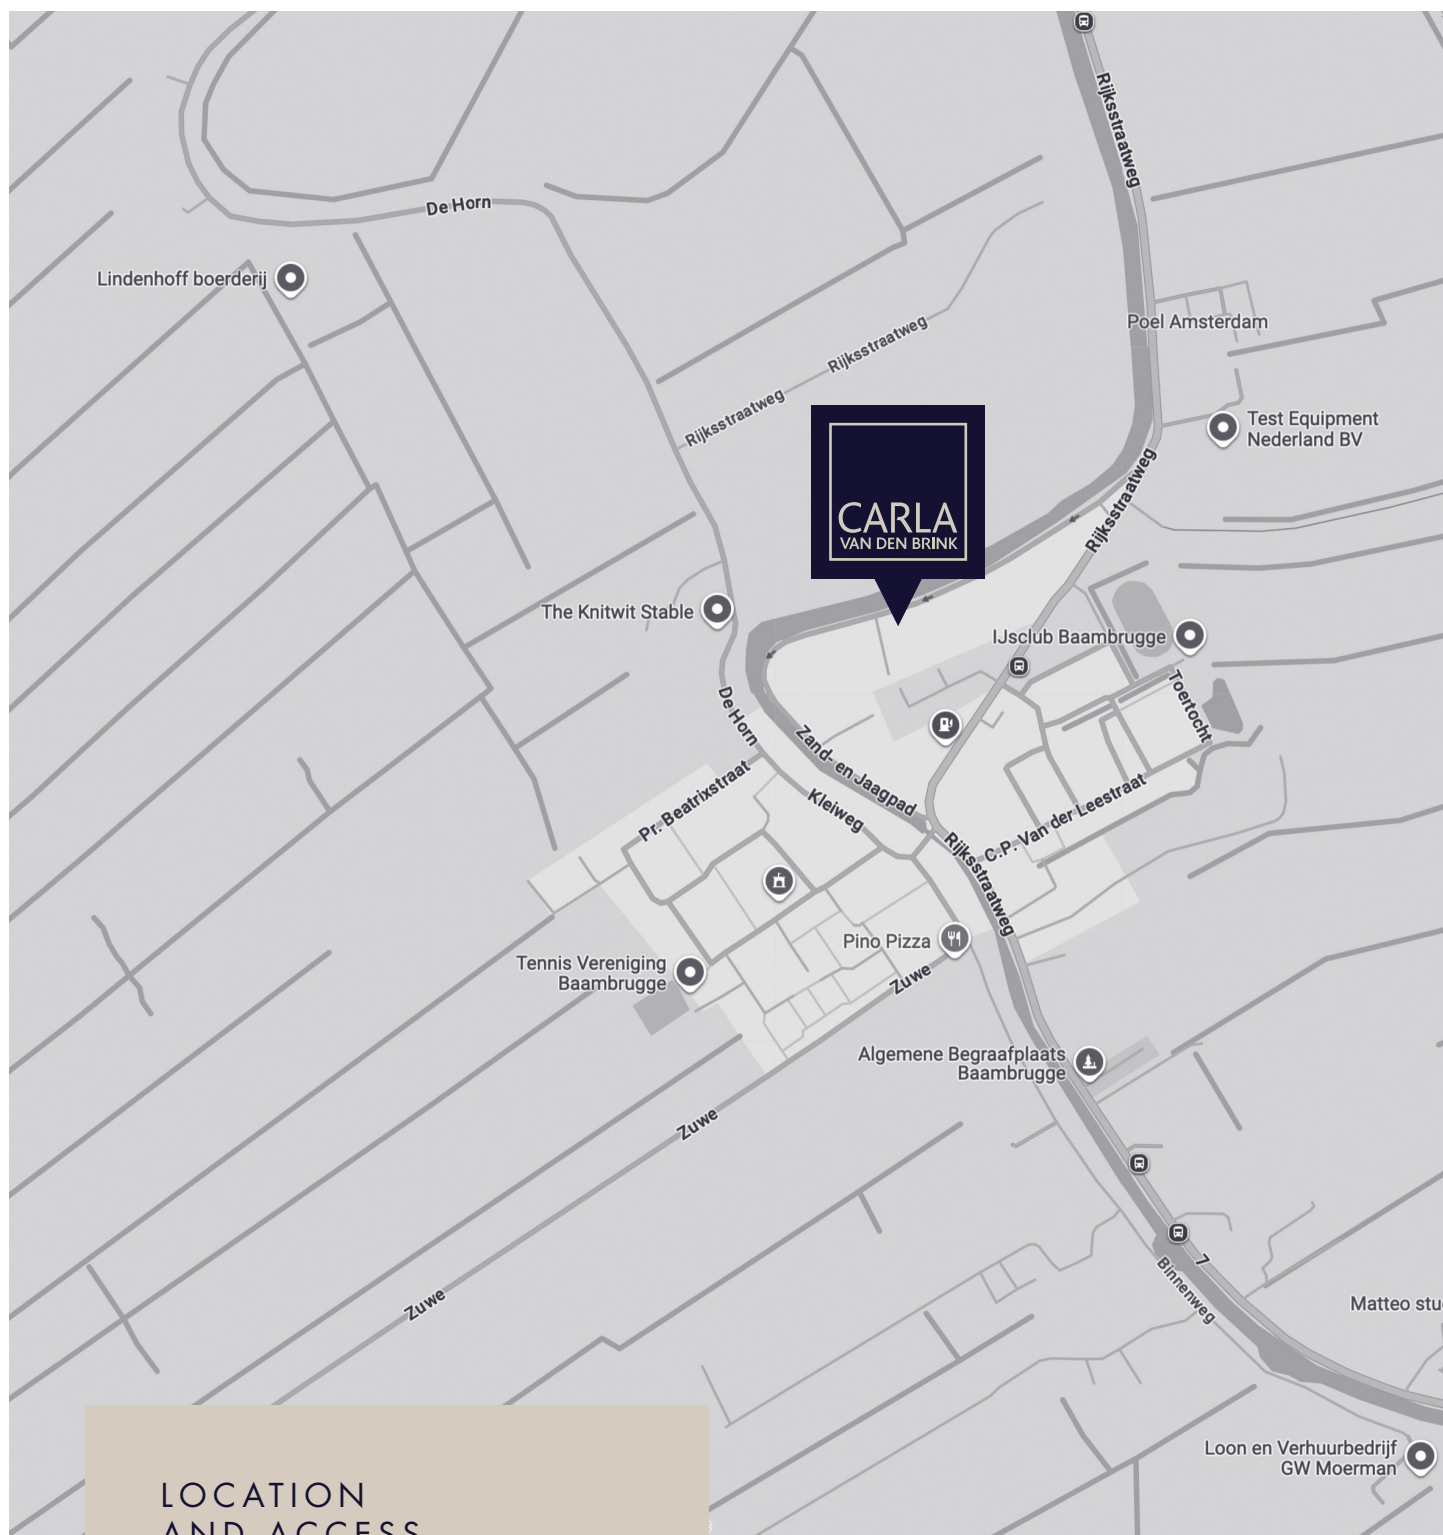 Rijksstraatweg
De Horn
Lindenhoff boerderij
Poel Amsterdam
Rijksstraatweg
Rijksstraatweg
Test Equipment
Nederland BV
CARLA
VAN DEN BRINK
Rijksstraatweg
The Knitwit Stable
IJsclub Baambrugge
Toertocht
De Horn
Zand- en Jaagpad
Pr. Beatrixstraat
Kleiweg
C.P. Van der Leestraat
Rijksstraatweg
Pino Pizza
Tennis Vereniging
Baambrugge
Zuwe
Algemene Begraafplaats
Baambrugge
Zuwe
7
Binnenweg
Zuwe
Matteo stu
Loon en Verhuurbedrijf
GW Moerman
LOCATION
AND ACCESS